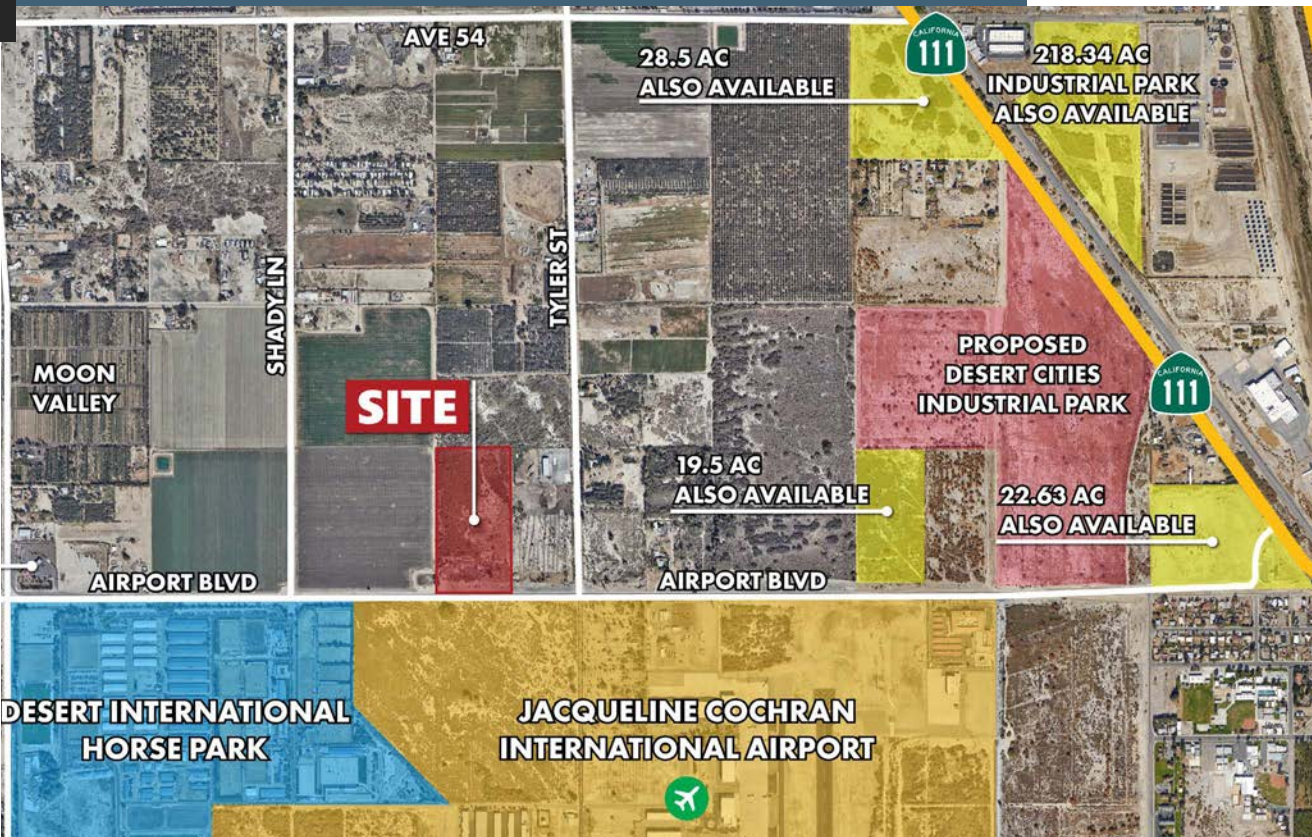 AVE 54
28.5 AC
ALSO AVAILABLE
CALIFORNIA
111
218.34 AC
INDUSTRIAL PARK
ALSO AVAILABLE
SHADY LN
TYLER ST
MOON
VALLEY
SITE
PROPOSED
DESERT CITIES
INDUSTRIAL PARK
CALIFORNIA
111
19.5 AC
ALSO AVAILABLE
22.63 AC
ALSO AVAILABLE
AIRPORT BLVD
AIRPORT BLVD
DESERT INTERNATIONAL
HORSE PARK
JACQUELINE COCHRAN
INTERNATIONAL AIRPORT